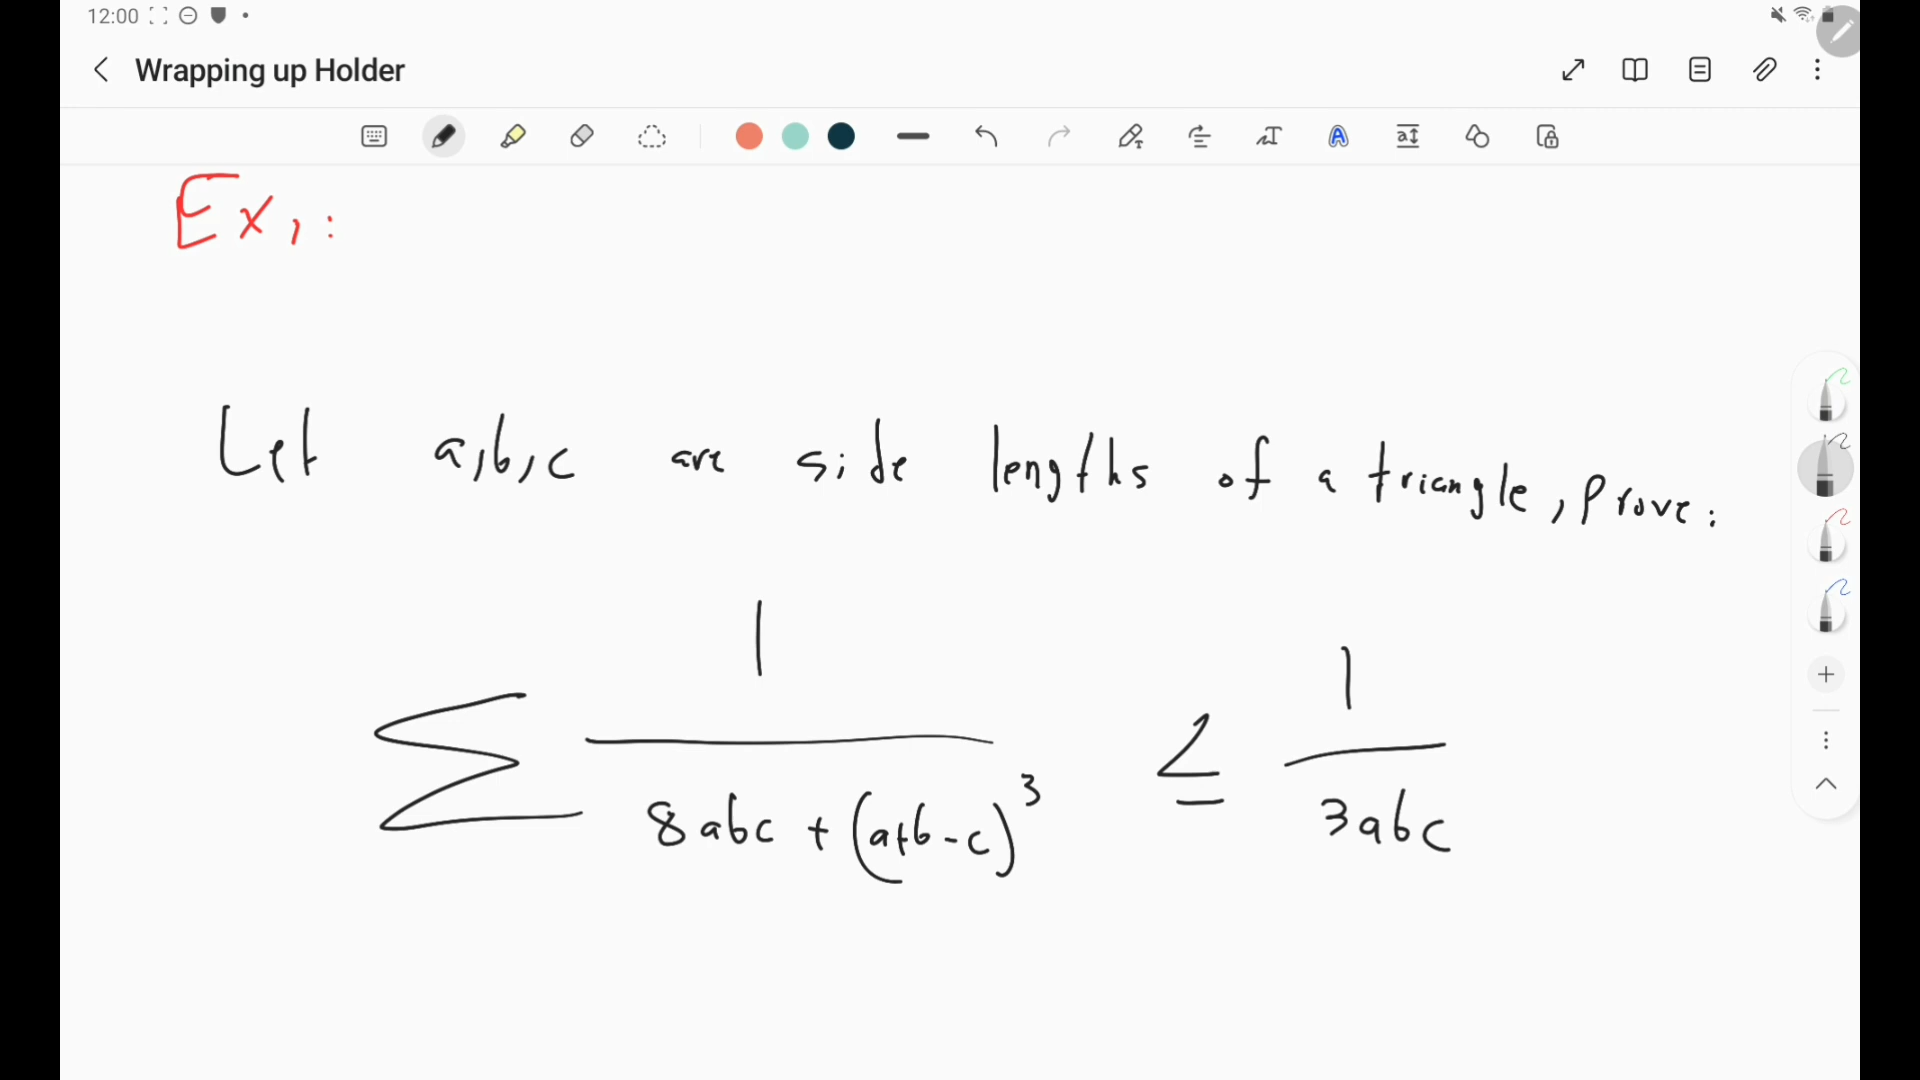 12:00
Wrapping up Holder
Ex,:
Let a,b,c are side lengths of a triangle, prove:
∑ 1/(8abc + (a+b-c)^3) ≤ 1/(3abc)